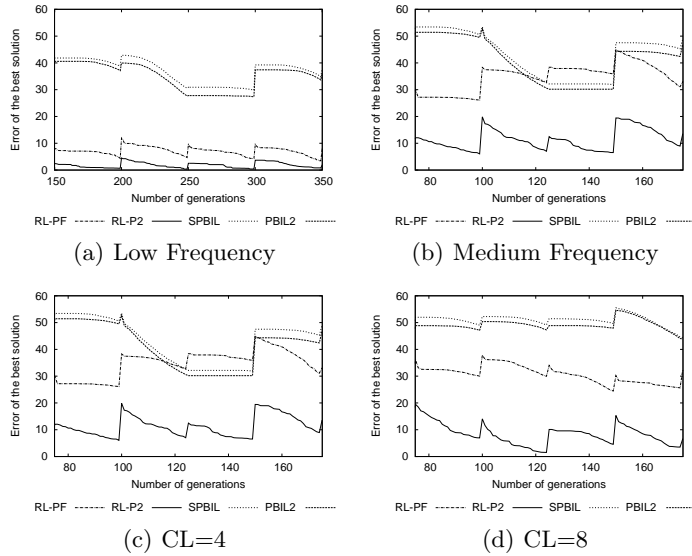 Error of the best solution
60
50
40
30
20
10
0
150 200 250 300 350
Number of generations
RL-PF RL-P2 SPBIL PBIL2
(a) Low Frequency
Error of the best solution
60
50
40
30
20
10
0
80 100 120 140 160
Number of generations
RL-PF RL-P2 SPBIL PBIL2
(b) Medium Frequency
Error of the best solution
60
50
40
30
20
10
0
80 100 120 140 160
Number of generations
RL-PF RL-P2 SPBIL PBIL2
(c) CL=4
Error of the best solution
60
50
40
30
20
10
0
80 100 120 140 160
Number of generations
RL-PF RL-P2 SPBIL PBIL2
(d) CL=8